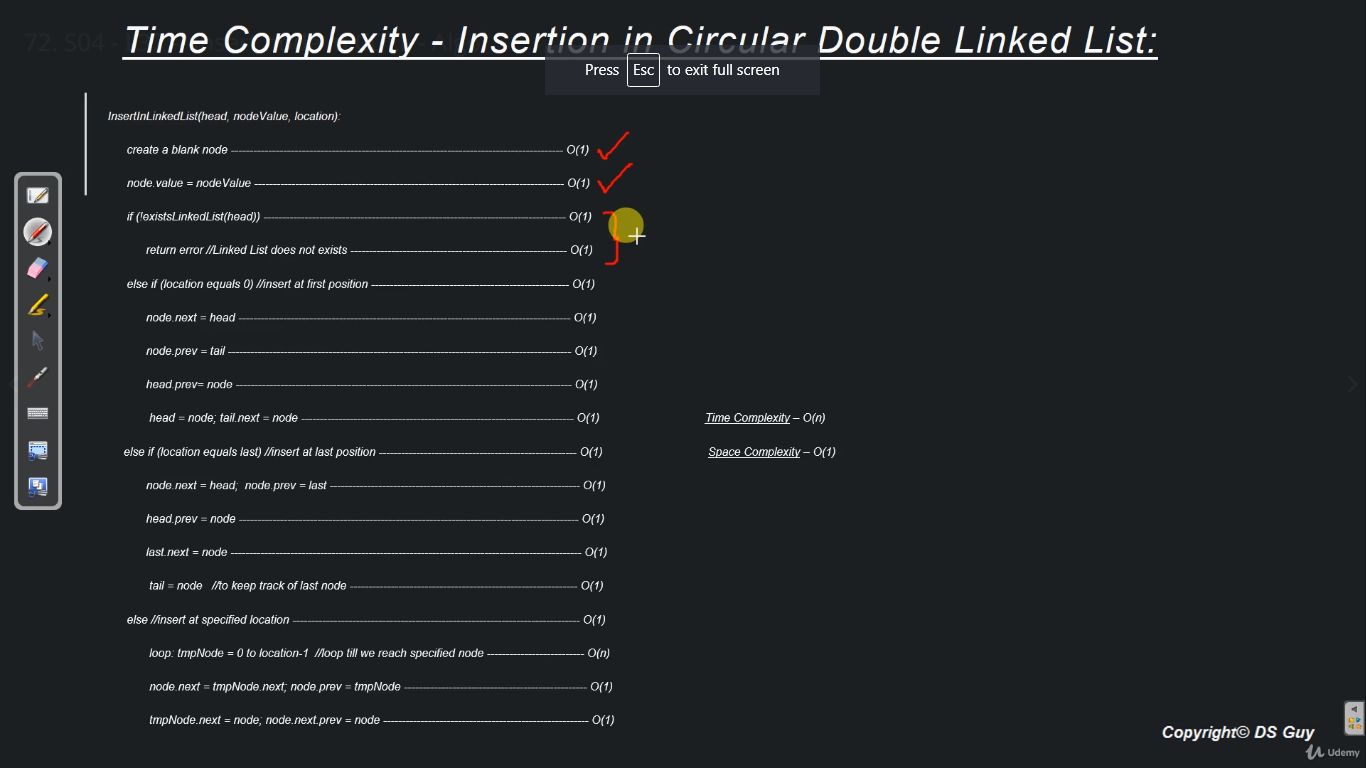 72. S04 -
Time Complexity - Insertion in Circular Double Linked List:
Press Esc to exit full screen
InsertInLinkedList(head, nodeValue, location):
create a blank node ---------------------------------------- O(1)
node.value = nodeValue ---------------------------------------- O(1)
if (!existsLinkedList(head)) ---------------------------------------- O(1)
return error //Linked List does not exists ---------------------------------------- O(1)
else if (location equals 0) //insert at first position ---------------------------------------- O(1)
node.next = head ---------------------------------------- O(1)
node.prev = tail ---------------------------------------- O(1)
head.prev= node ---------------------------------------- O(1)
head = node; tail.next = node ---------------------------------------- O(1)
Time Complexity – O(n)
else if (location equals last) //insert at last position ---------------------------------------- O(1)
Space Complexity – O(1)
node.next = head;  node.prev = last ---------------------------------------- O(1)
head.prev = node ---------------------------------------- O(1)
last.next = node ---------------------------------------- O(1)
tail = node   //to keep track of last node ---------------------------------------- O(1)
else //insert at specified location ---------------------------------------- O(1)
loop: tmpNode = 0 to location-1  //loop till we reach specified node -------------------------- O(n)
node.next = tmpNode.next; node.prev = tmpNode ---------------------------------------- O(1)
tmpNode.next = node; node.next.prev = node ---------------------------------------- O(1)
Copyright© DS Guy
Udemy